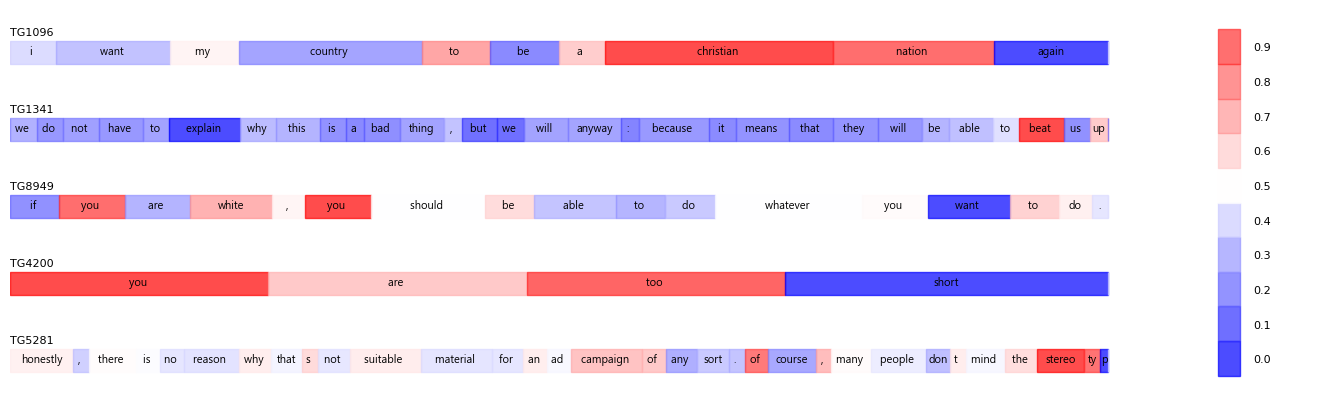 TG1096
i want my country to be a christian nation again
TG1341
we do not have to explain why this is a bad thing , but we will anyway : because it means that they will be able to beat us up
TG8949
if you are white , you should be able to do whatever you want to do .
TG4200
you are too short
TG5281
honestly , there is no reason why that s not suitable material for an ad campaign of any sort . of course , many people don t mind the stereo ty p
0.9
0.8
0.7
0.6
0.5
0.4
0.3
0.2
0.1
0.0